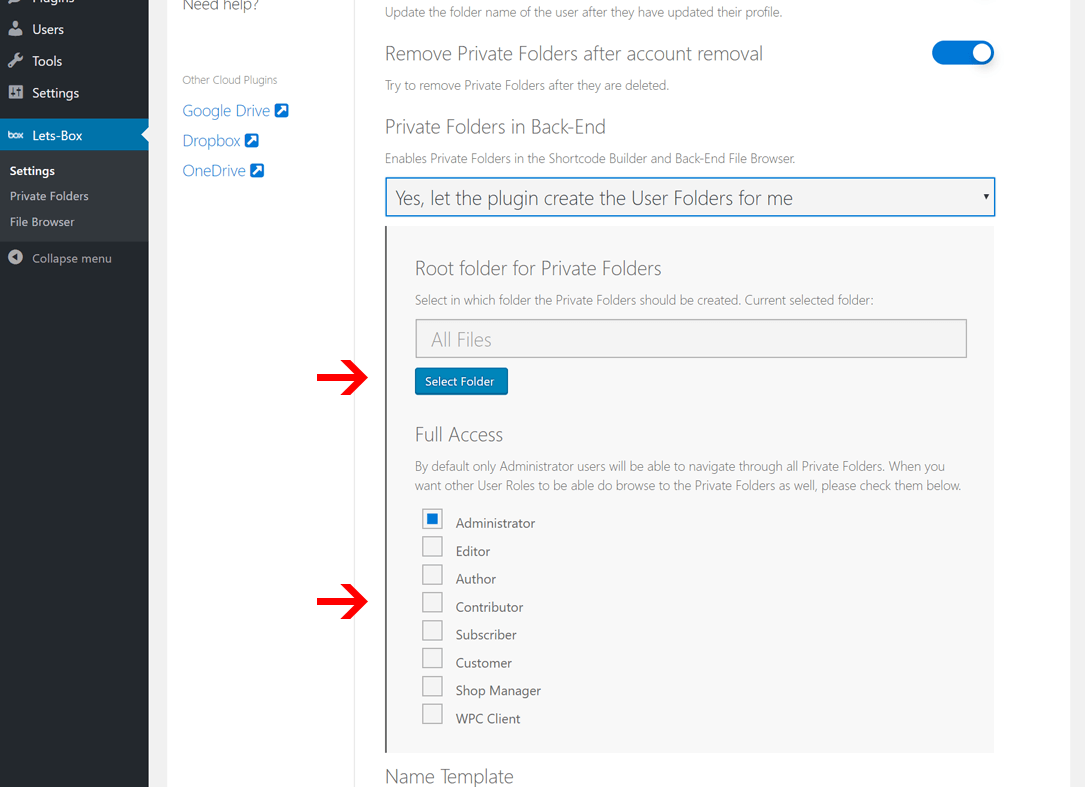 Plugins
Users
Tools
Settings
box Lets-Box
Settings
Private Folders
File Browser
Collapse menu
Need help?
Other Cloud Plugins
Google Drive
Dropbox
OneDrive
Update the folder name of the user after they have updated their profile.
Remove Private Folders after account removal
Try to remove Private Folders after they are deleted.
Private Folders in Back-End
Enables Private Folders in the Shortcode Builder and Back-End File Browser.
Yes, let the plugin create the User Folders for me
Root folder for Private Folders
Select in which folder the Private Folders should be created. Current selected folder:
All Files
Select Folder
Full Access
By default only Administrator users will be able to navigate through all Private Folders. When you
want other User Roles to be able do browse to the Private Folders as well, please check them below.
Administrator
Editor
Author
Contributor
Subscriber
Customer
Shop Manager
WPC Client
Name Template